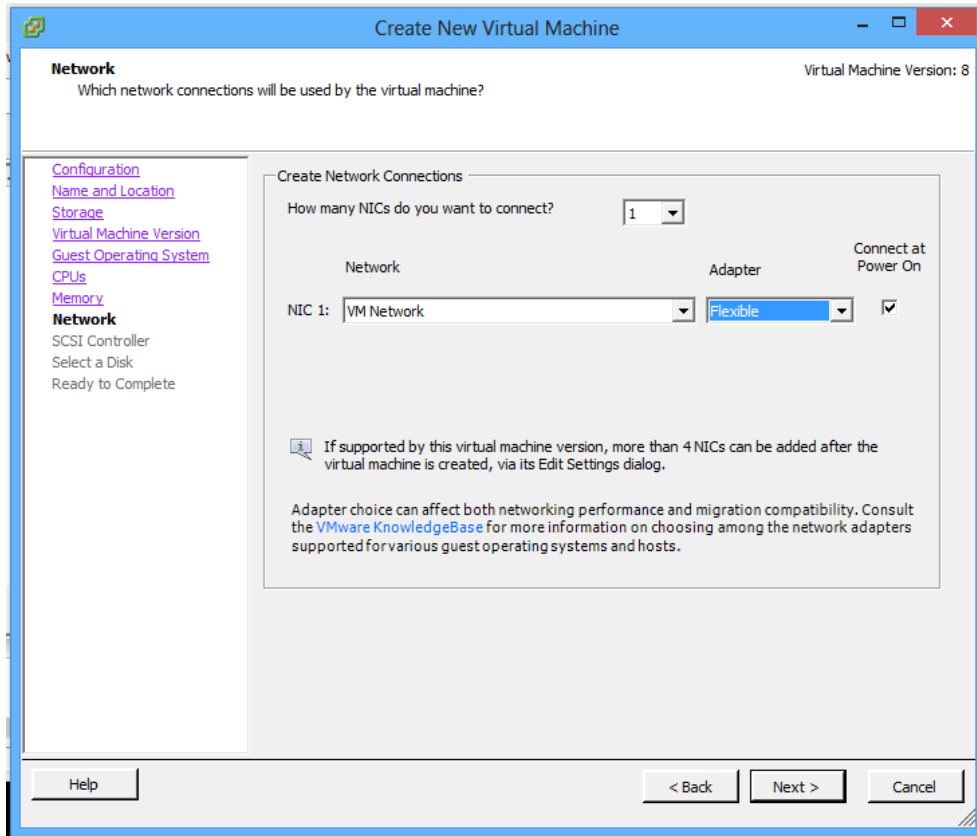 Create New Virtual Machine
Network
Virtual Machine Version: 8
Which network connections will be used by the virtual machine?
Configuration
Name and Location
Storage
Virtual Machine Version
Guest Operating System
CPUs
Memory
Network
SCSI Controller
Select a Disk
Ready to Complete
Create Network Connections
How many NICs do you want to connect?
1
Network
Adapter
Connect at
Power On
NIC 1:
VM Network
Flexible
If supported by this virtual machine version, more than 4 NICs can be added after the
virtual machine is created, via its Edit Settings dialog.
Adapter choice can affect both networking performance and migration compatibility. Consult
the VMware KnowledgeBase for more information on choosing among the network adapters
supported for various guest operating systems and hosts.
Help
< Back
Next >
Cancel